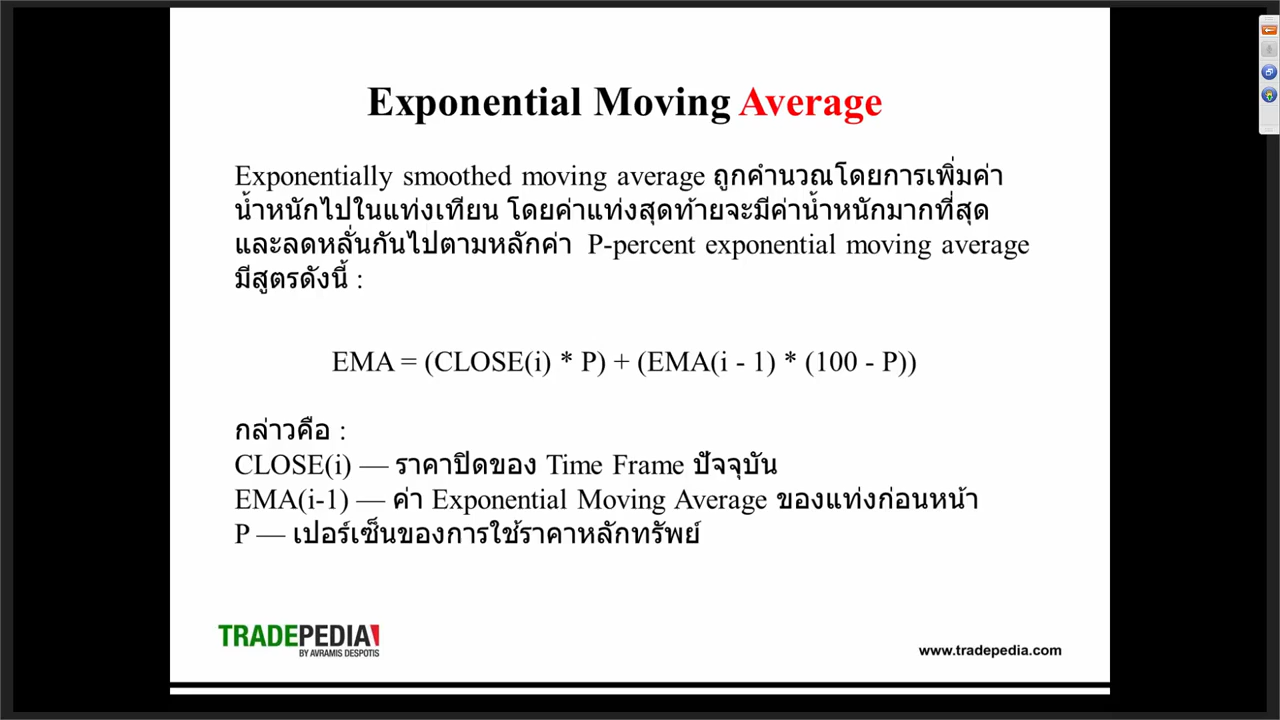 Exponential Moving Average
Exponentially smoothed moving average ถูกคำนวณโดยการเพิ่มค่า
น้ำหนักไปในแท่งเทียน โดยค่าแท่งสุดท้ายจะมีค่าน้ำหนักมากที่สุด
และลดหลั่นกันไปตามหลักค่า P-percent exponential moving average
มีสูตรดังนี้ :
EMA = (CLOSE(i) * P) + (EMA(i - 1) * (100 - P))
กล่าวคือ :
CLOSE(i) — ราคาปิดของ Time Frame ปัจจุบัน
EMA(i-1) — ค่า Exponential Moving Average ของแท่งก่อนหน้า
P — เปอร์เซ็นของการใช้ราคาหลักทรัพย์
TRADEPEDIA
BY AVRAMIS DESPOTIS
www.tradepedia.com